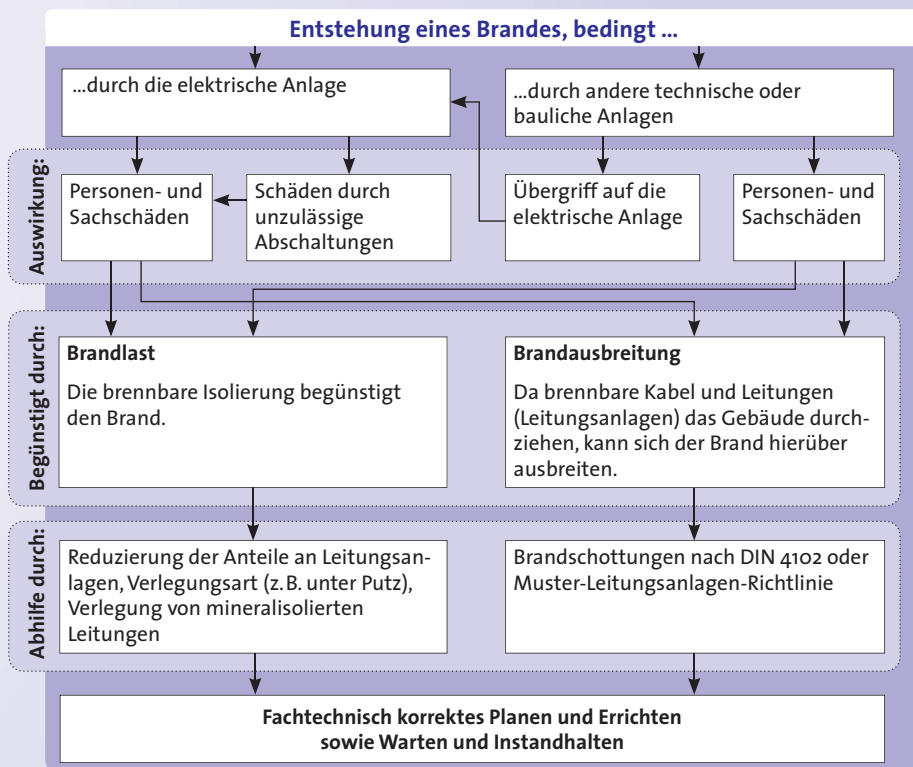 Entstehung eines Brandes, bedingt ...
...durch die elektrische Anlage
...durch andere technische oder
bauliche Anlagen
Auswirkung:
Personen- und
Sachschäden
Schäden durch
unzulässige
Abschaltungen
Übergriff auf die
elektrische Anlage
Personen- und
Sachschäden
Begünstigt durch:
Brandlast
Die brennbare Isolierung begünstigt
den Brand.
Brandausbreitung
Da brennbare Kabel und Leitungen
(Leitungsanlagen) das Gebäude durch-
ziehen, kann sich der Brand hierüber
ausbreiten.
Abhilfe durch:
Reduzierung der Anteile an Leitungsan-
lagen, Verlegungsart (z. B. unter Putz),
Verlegung von mineralisolierten
Leitungen
Brandschottungen nach DIN 4102 oder
Muster-Leitungsanlagen-Richtlinie
Fachtechnisch korrektes Planen und Errichten
sowie Warten und Instandhalten